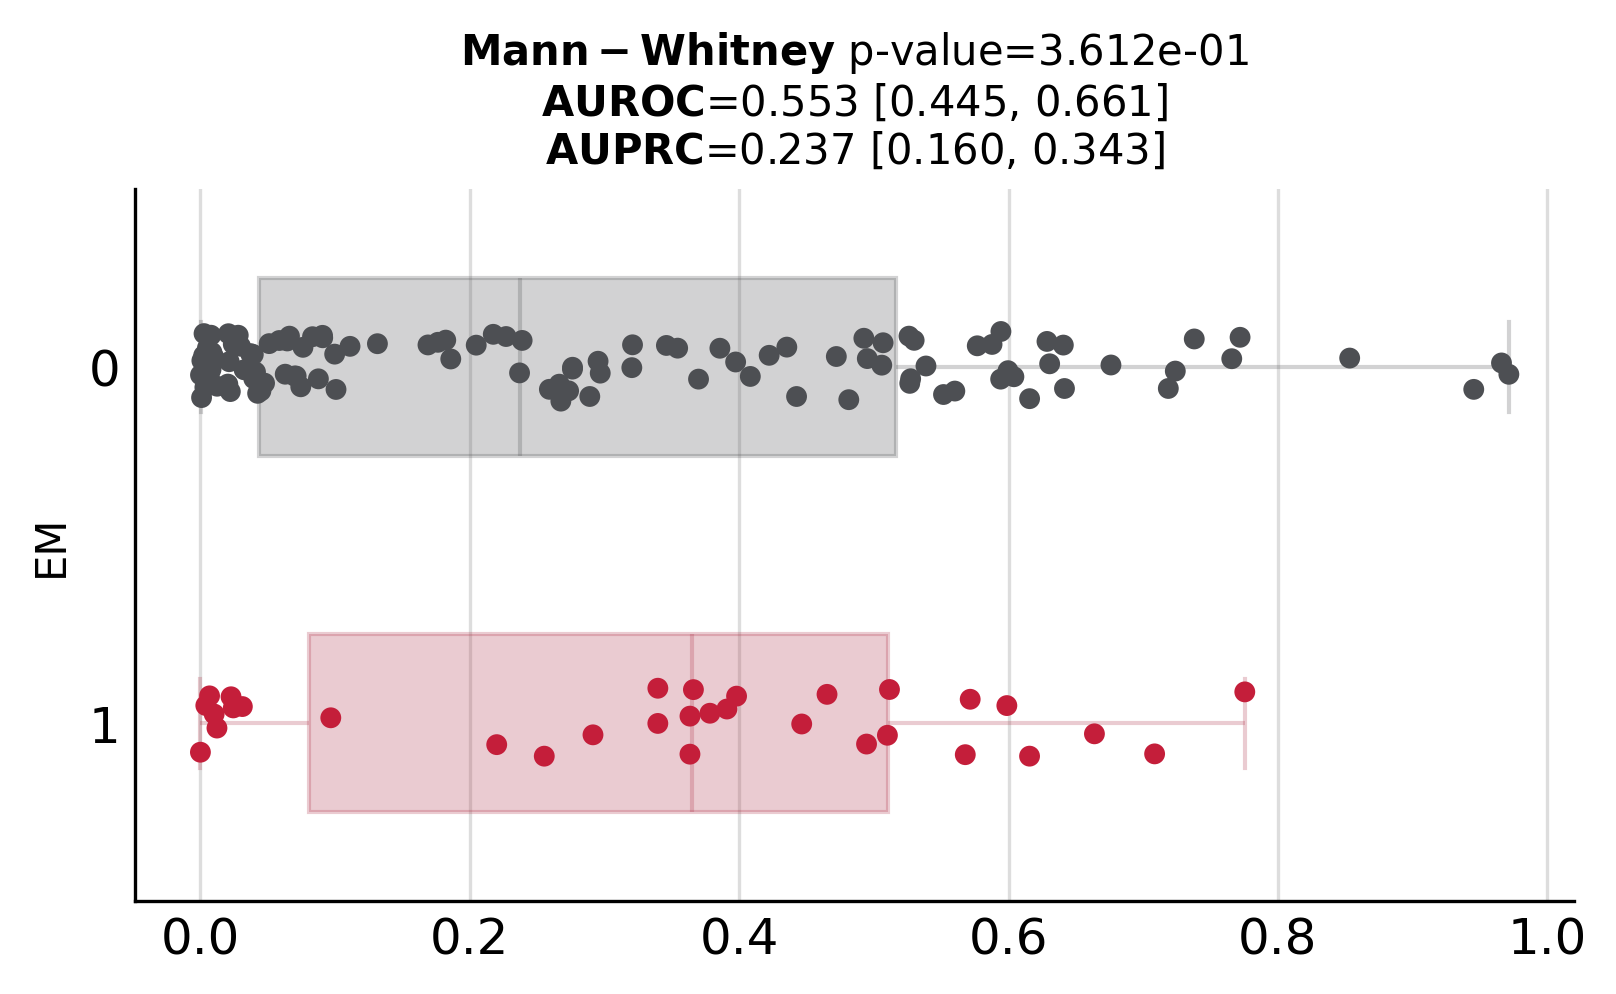 Mann−Whitney p-value=3.612e-01
AUROC=0.553 [0.445, 0.661]
AUPRC=0.237 [0.160, 0.343]
0
EM
1
0.0 0.2 0.4 0.6 0.8 1.0